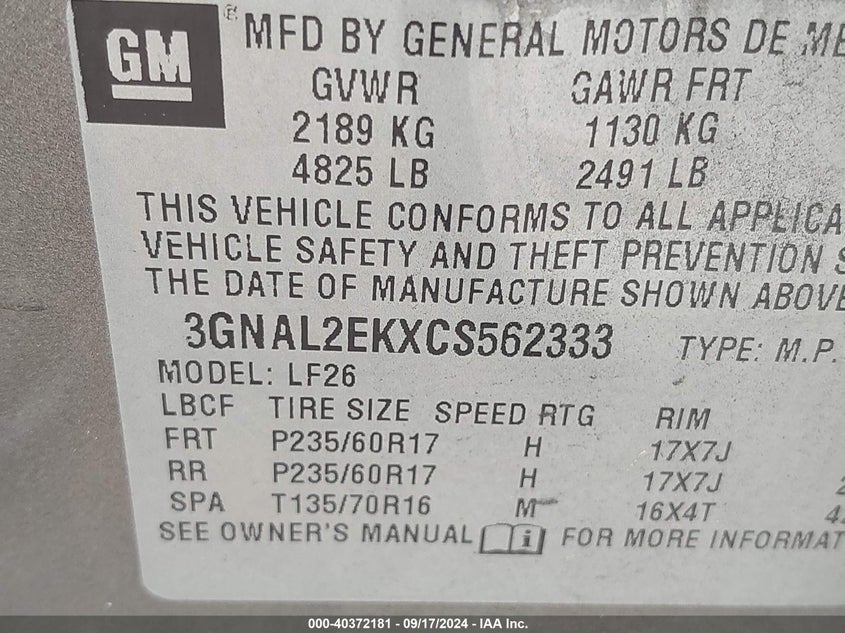 GM
® MFD BY GENERAL MOTORS DE
GVWR GAWR FRT
2189 KG 1130 KG
4825 LB 2491 LB
THIS VEHICLE CONFORMS TO ALL
VEHICLE SAFETY AND THEFT PREVENTION
THE DATE OF MANUFACTURE SHOWN ABOVE
3GNAL2EKXCS562333 TYPE: M.P.
MODEL: LF26
LBCF TIRE SIZE SPEED RTG RIM
FRT P235/60R17 H 17X7J
RR P235/60R17 H 17X7J
SPA T135/70R16 M 16X4T
SEE OWNER'S MANUAL i FOR MORE
000-40372181 - 09/17/2024 - IAA Inc.